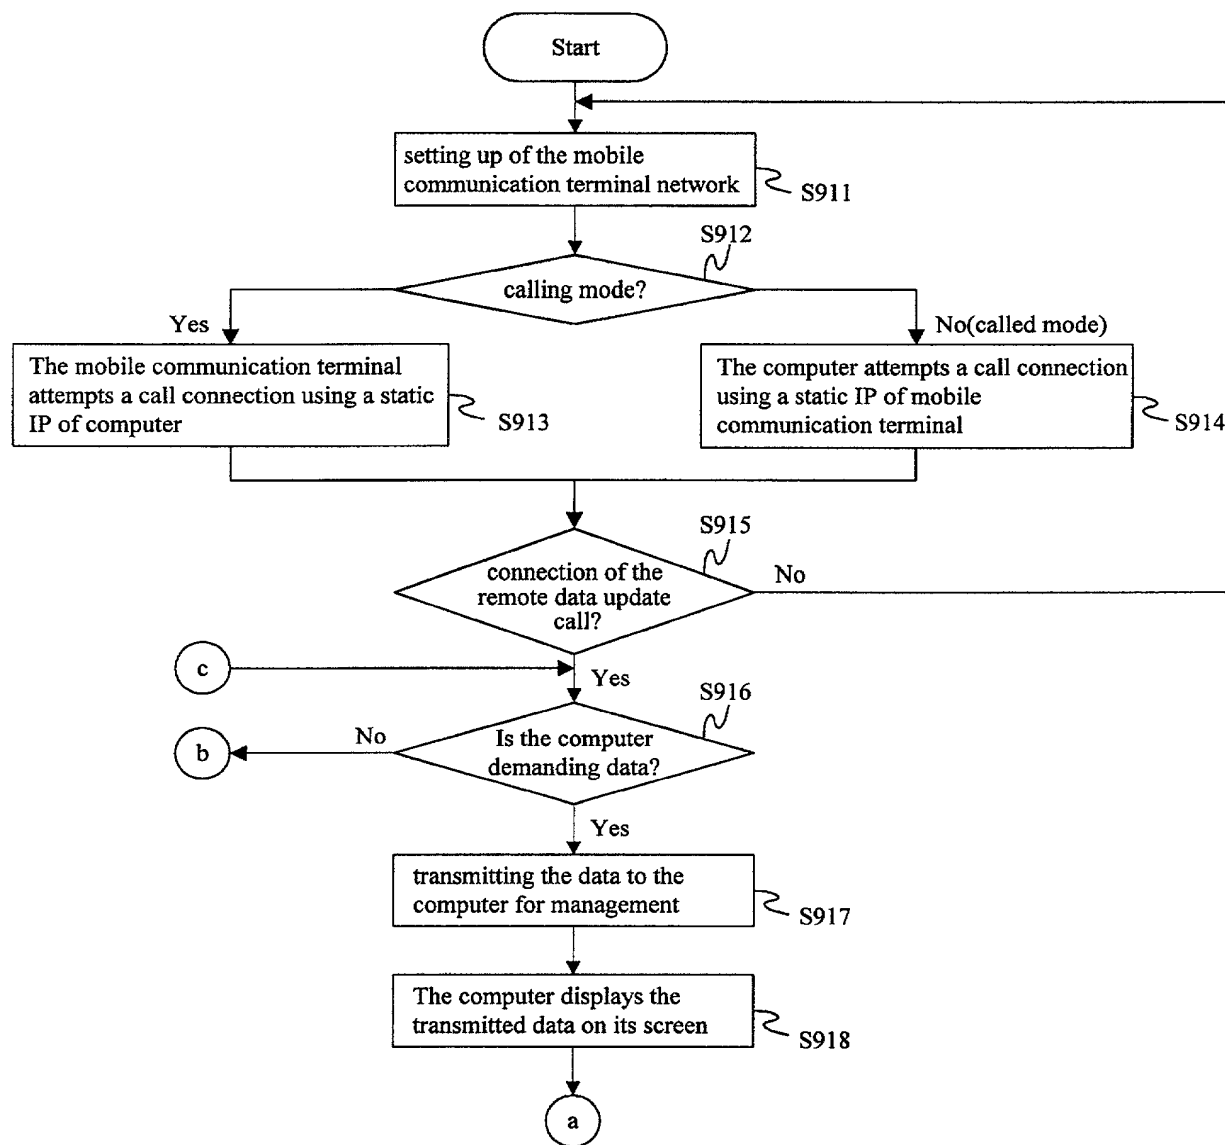 Start
setting up of the mobile
communication terminal network
S911
S912
calling mode?
Yes
No(called mode)
The mobile communication terminal
attempts a call connection using a static
IP of computer
S913
The computer attempts a call connection
using a static IP of mobile
communication terminal
S914
S915
connection of the
remote data update
call?
No
c
Yes
S916
b
No
Is the computer
demanding data?
Yes
transmitting the data to the
computer for management
S917
The computer displays the
transmitted data on its screen
S918
a